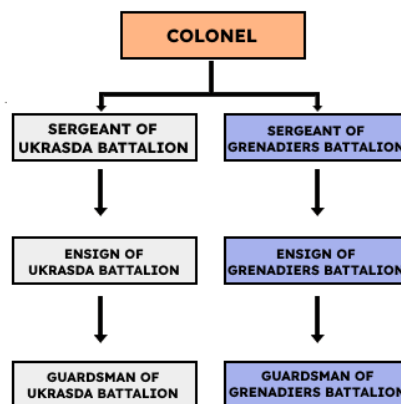 COLONEL
SERGEANT OF
UKRASDA BATTALION
SERGEANT OF
GRENADIERS BATTALION
ENSIGN OF
UKRASDA BATTALION
ENSIGN OF
GRENADIERS BATTALION
GUARDSMAN OF
UKRASDA BATTALION
GUARDSMAN OF
GRENADIERS BATTALION